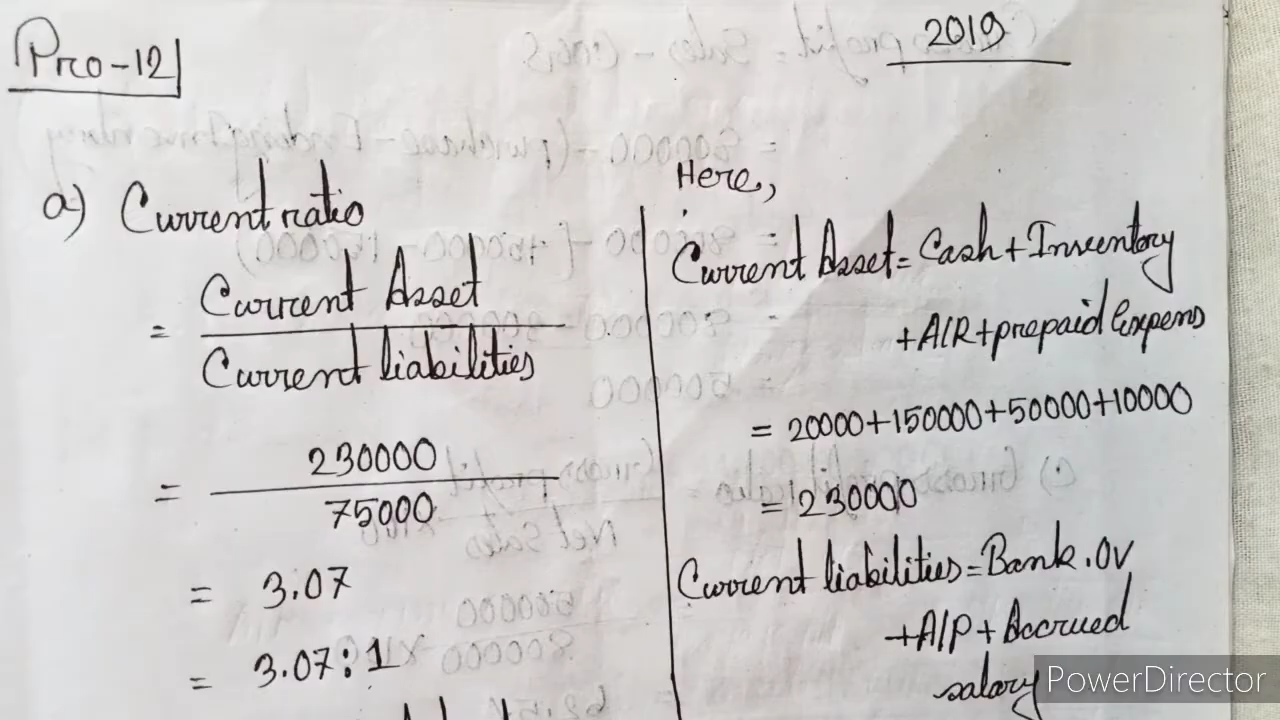 Pro-12
2019
a) Current ratio
= Current Asset
Current liabilities
= 230000
75000
= 3.07
= 3.07:1
Here,
Current Asset = Cash + Inventory
+ A/R + prepaid Expens
= 20000+150000+50000+10000
= 230000
Current liabilities = Bank.OV
+ A/P + Accrued
salary
PowerDirector